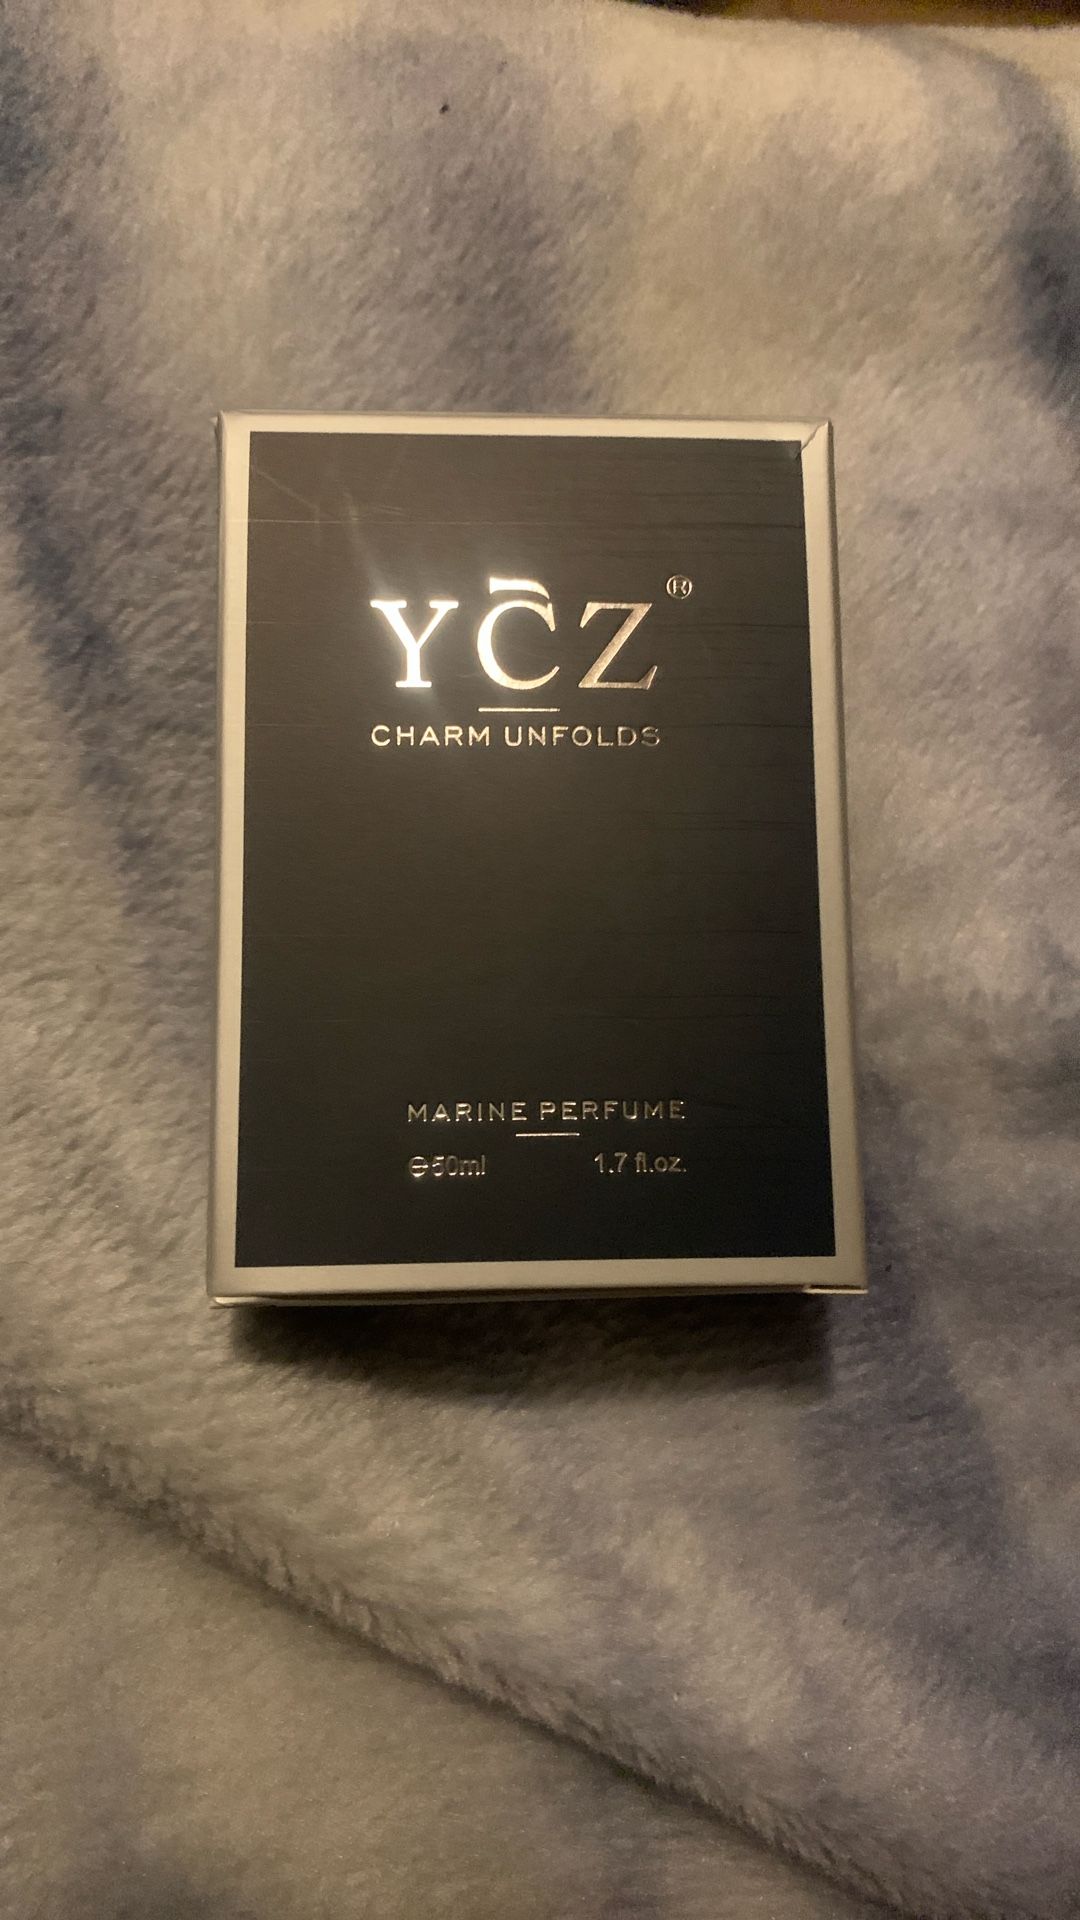 YCZ®
CHARM UNFOLDS
MARINE PERFUME
℮50ml 1.7 fl.oz.